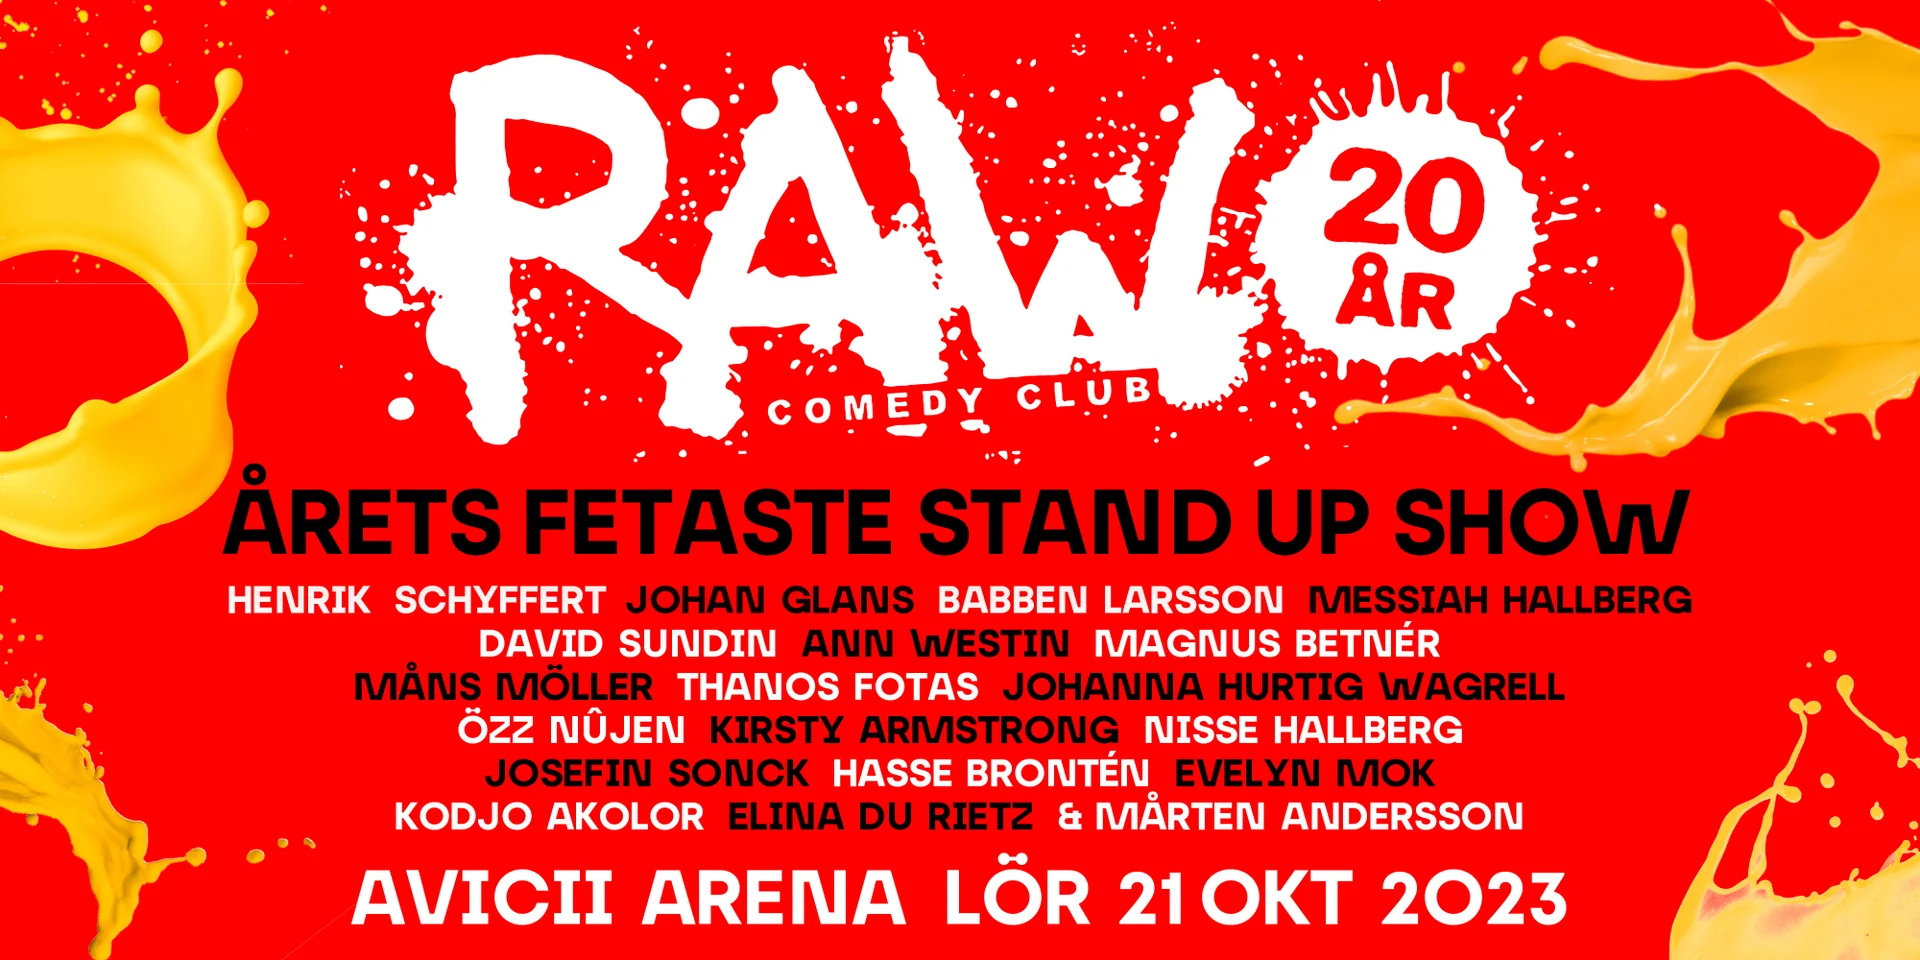 RAW
20
ÅR
COMEDY CLUB
ÅRETS FETASTE STAND UP SHOW
HENRIK SCHYFFERT JOHAN GLANS BABBEN LARSSON MESSIAH HALLBERG
DAVID SUNDIN ANN WESTIN MAGNUS BETNÉR
MÅNS MÖLLER THANOS FOTAS JOHANNA HURTIG WAGRELL
ÖZZ NÛJEN KIRSTY ARMSTRONG NISSE HALLBERG
JOSEFIN SONCK HASSE BRONTÉN EVELYN MOK
KODJO AKOLOR ELINA DU RIETZ & MÅRTEN ANDERSSON
AVICII ARENA LÖR 21 OKT 2023